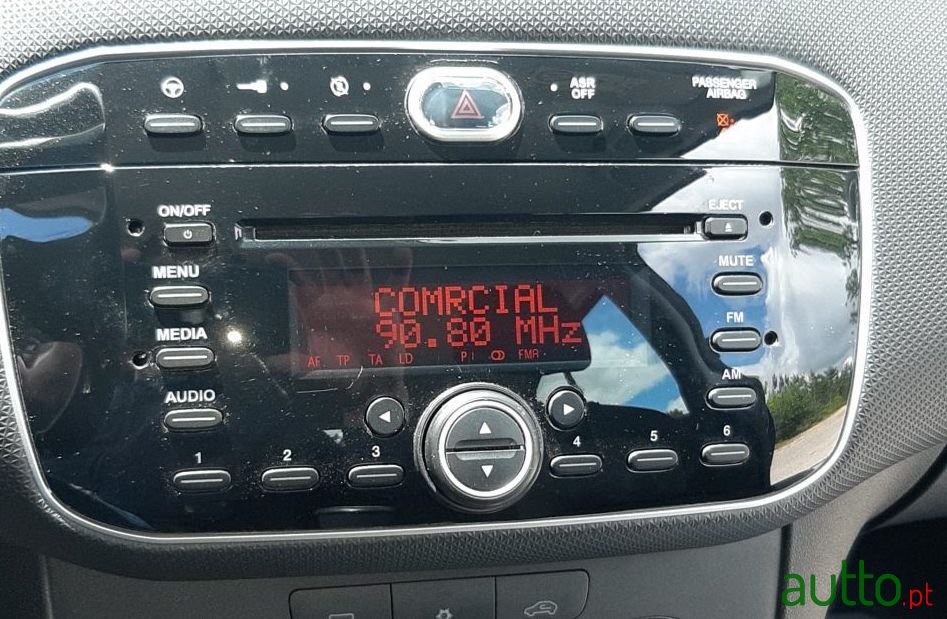 ASR
OFF
PASSENGER
AIRBAG
ON/OFF
EJECT
MENU
MUTE
COMRCIAL
90.80 MHz
MEDIA
FM
AF TP TA LD P FMR
AM
AUDIO
1 2 3 4 5 6
autto.pt